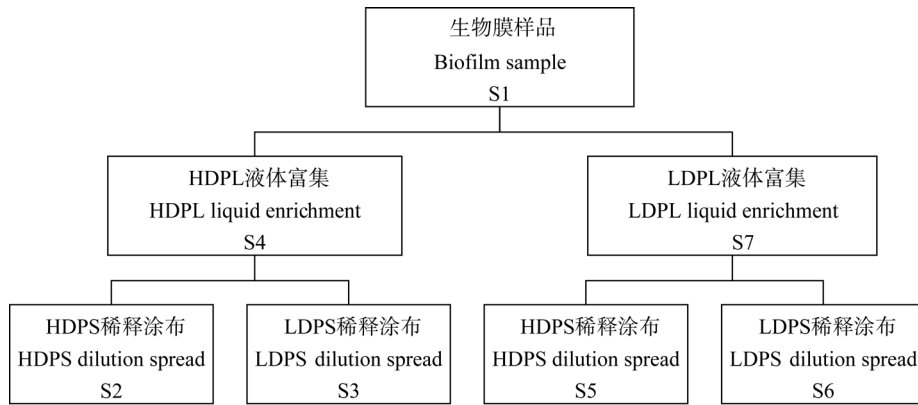 生物膜样品
Biofilm sample
S1
HDPL液体富集
HDPL liquid enrichment
S4
LDPL液体富集
LDPL liquid enrichment
S7
HDPS稀释涂布
HDPS dilution spread
S2
LDPS稀释涂布
LDPS dilution spread
S3
HDPS稀释涂布
HDPS dilution spread
S5
LDPS稀释涂布
LDPS dilution spread
S6